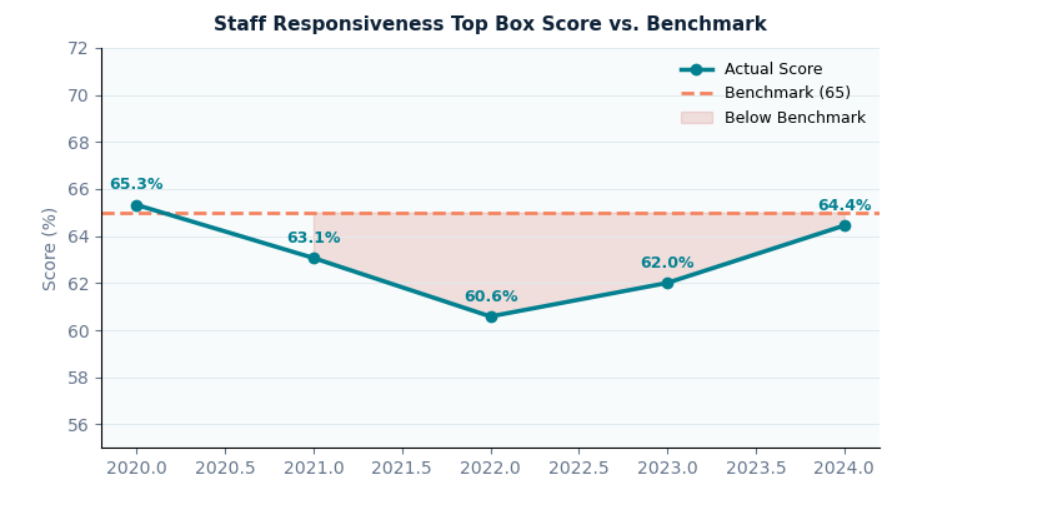 Staff Responsiveness Top Box Score vs. Benchmark
Score (%)
72
70
68
66
64
62
60
58
56
Actual Score
Benchmark (65)
Below Benchmark
65.3%
63.1%
60.6%
62.0%
64.4%
2020.0 2020.5 2021.0 2021.5 2022.0 2022.5 2023.0 2023.5 2024.0